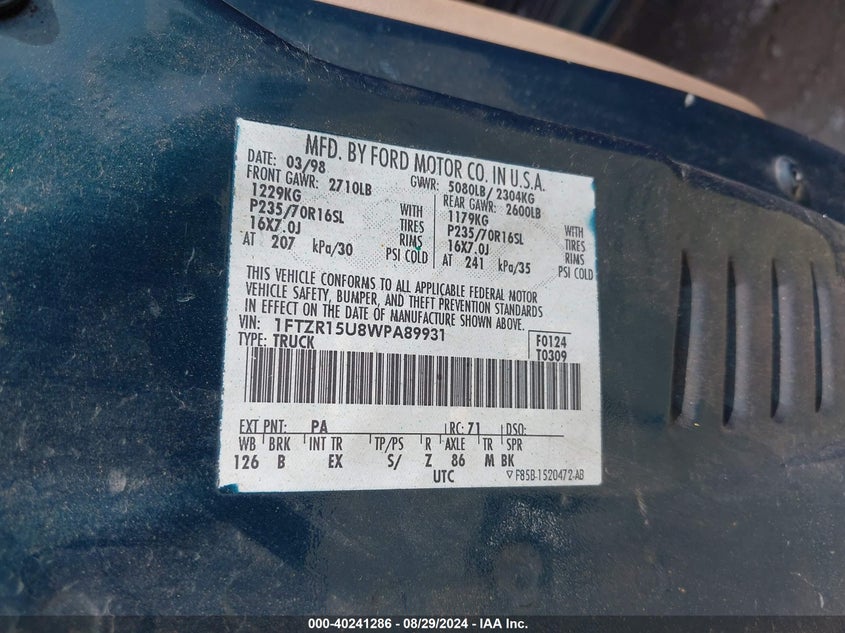 MFD. BY FORD MOTOR CO. IN U.S.A.
DATE: 03/98 GVWR: 5080LB / 2304KG
FRONT GAWR: 2710LB REAR GAWR: 2600LB
1229KG WITH 1179KG WITH
P235/70R16SL TIRES P235/70R16SL TIRES
16X7.0J RIMS 16X7.0J RIMS
AT 207 kPa/30 PSI COLD AT 241 kPa/35 PSI COLD
THIS VEHICLE CONFORMS TO ALL APPLICABLE FEDERAL MOTOR
VEHICLE SAFETY, BUMPER, AND THEFT PREVENTION STANDARDS
IN EFFECT ON THE DATE OF MANUFACTURE SHOWN ABOVE.
VIN: 1FTZR15U8WPA89931
TYPE: TRUCK F0124
T0309
EXT PNT: PA RC: 71 DSO:
WB BRK INT TR TP/PS R AXLE TR SPR
126 B EX S/ Z 86 M BK
UTC ▽ F85B-1520472-AB
000-40241286 - 08/29/2024 - IAA Inc.